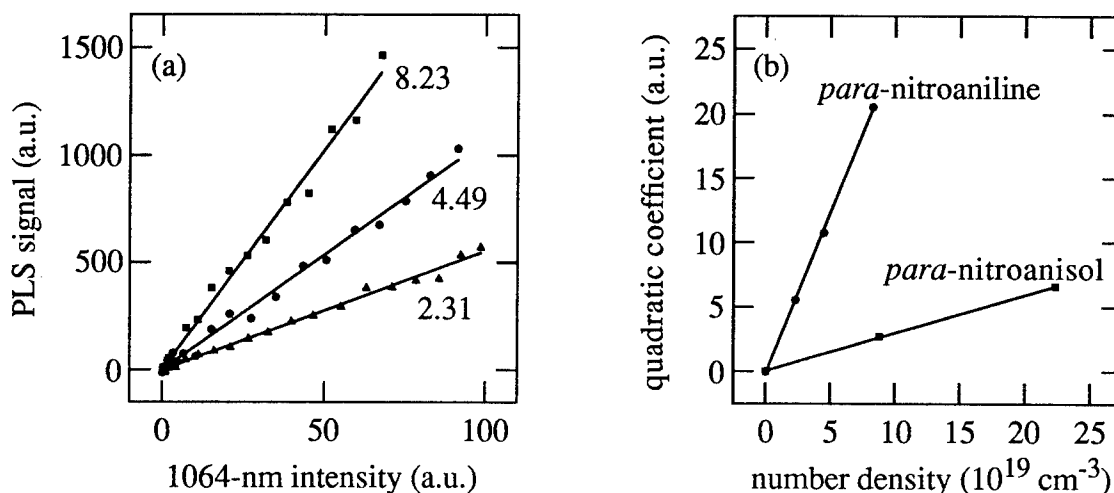 (a)
1500
1000
500
0
0
50
100
8.23
4.49
2.31
PLS signal (a.u.)
1064-nm intensity (a.u.)
(b)
25
20
15
10
5
0
0
5
10
15
20
25
para-nitroaniline
para-nitroanisol
quadratic coefficient (a.u.)
number density (10¹⁹ cm⁻³)